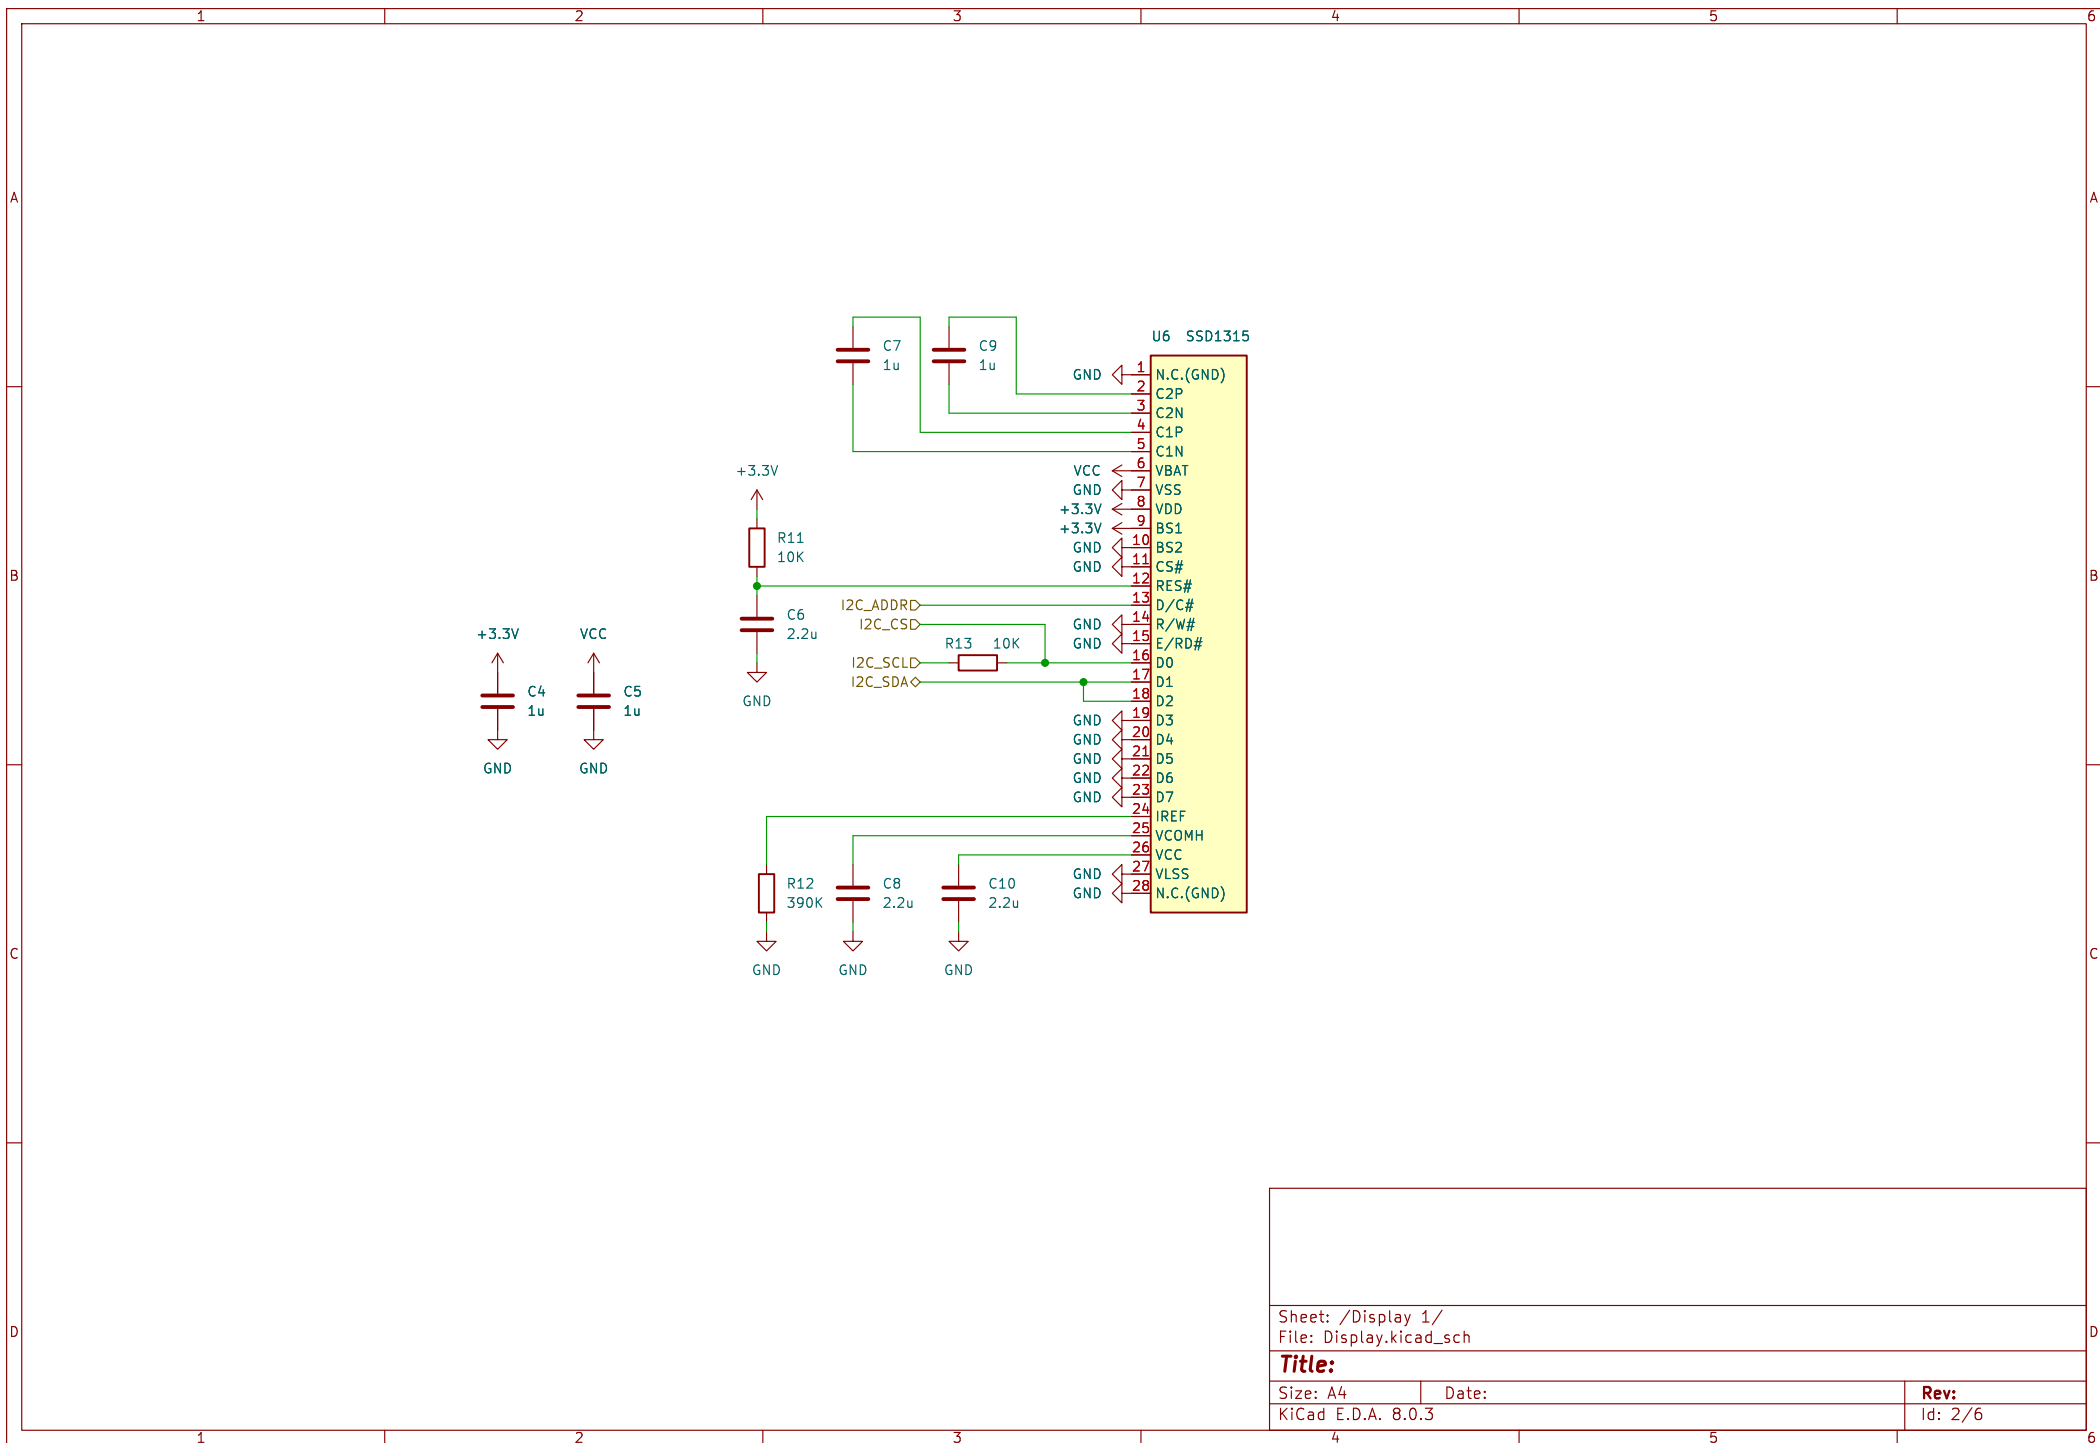 1 2 3 4 5 6
A A
B B
C C
D D
U6 SSD1315
C7
1u
C9
1u
GND 1 N.C.(GND)
2 C2P
3 C2N
4 C1P
5 C1N
VCC 6 VBAT
GND 7 VSS
+3.3V 8 VDD
+3.3V 9 BS1
GND 10 BS2
GND 11 CS#
12 RES#
I2C_ADDR 13 D/C#
I2C_CS GND 14 R/W#
R13 10K GND 15 E/RD#
I2C_SCL 16 D0
I2C_SDA 17 D1
18 D2
GND 19 D3
GND 20 D4
GND 21 D5
GND 22 D6
GND 23 D7
24 IREF
25 VCOMH
26 VCC
GND 27 VLSS
GND 28 N.C.(GND)
+3.3V
R11
10K
C6
2.2u
GND
+3.3V
C4
1u
GND
VCC
C5
1u
GND
R12
390K
GND
C8
2.2u
GND
C10
2.2u
GND
Sheet: /Display 1/
File: Display.kicad_sch
Title:
Size: A4 Date: Rev:
KiCad E.D.A. 8.0.3 Id: 2/6
1 2 3 4 5 6